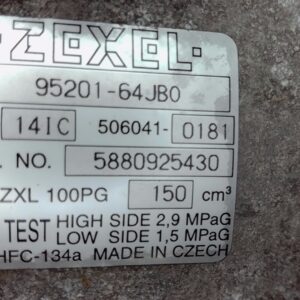 ZEXEL
95201-64JB0
14IC 506041- 0181
. NO. 5880925430
ZXL 100PG 150 cm³
TEST HIGH SIDE 2,9 MPaG
LOW SIDE 1,5 MPaG
HFC-134a MADE IN CZECH